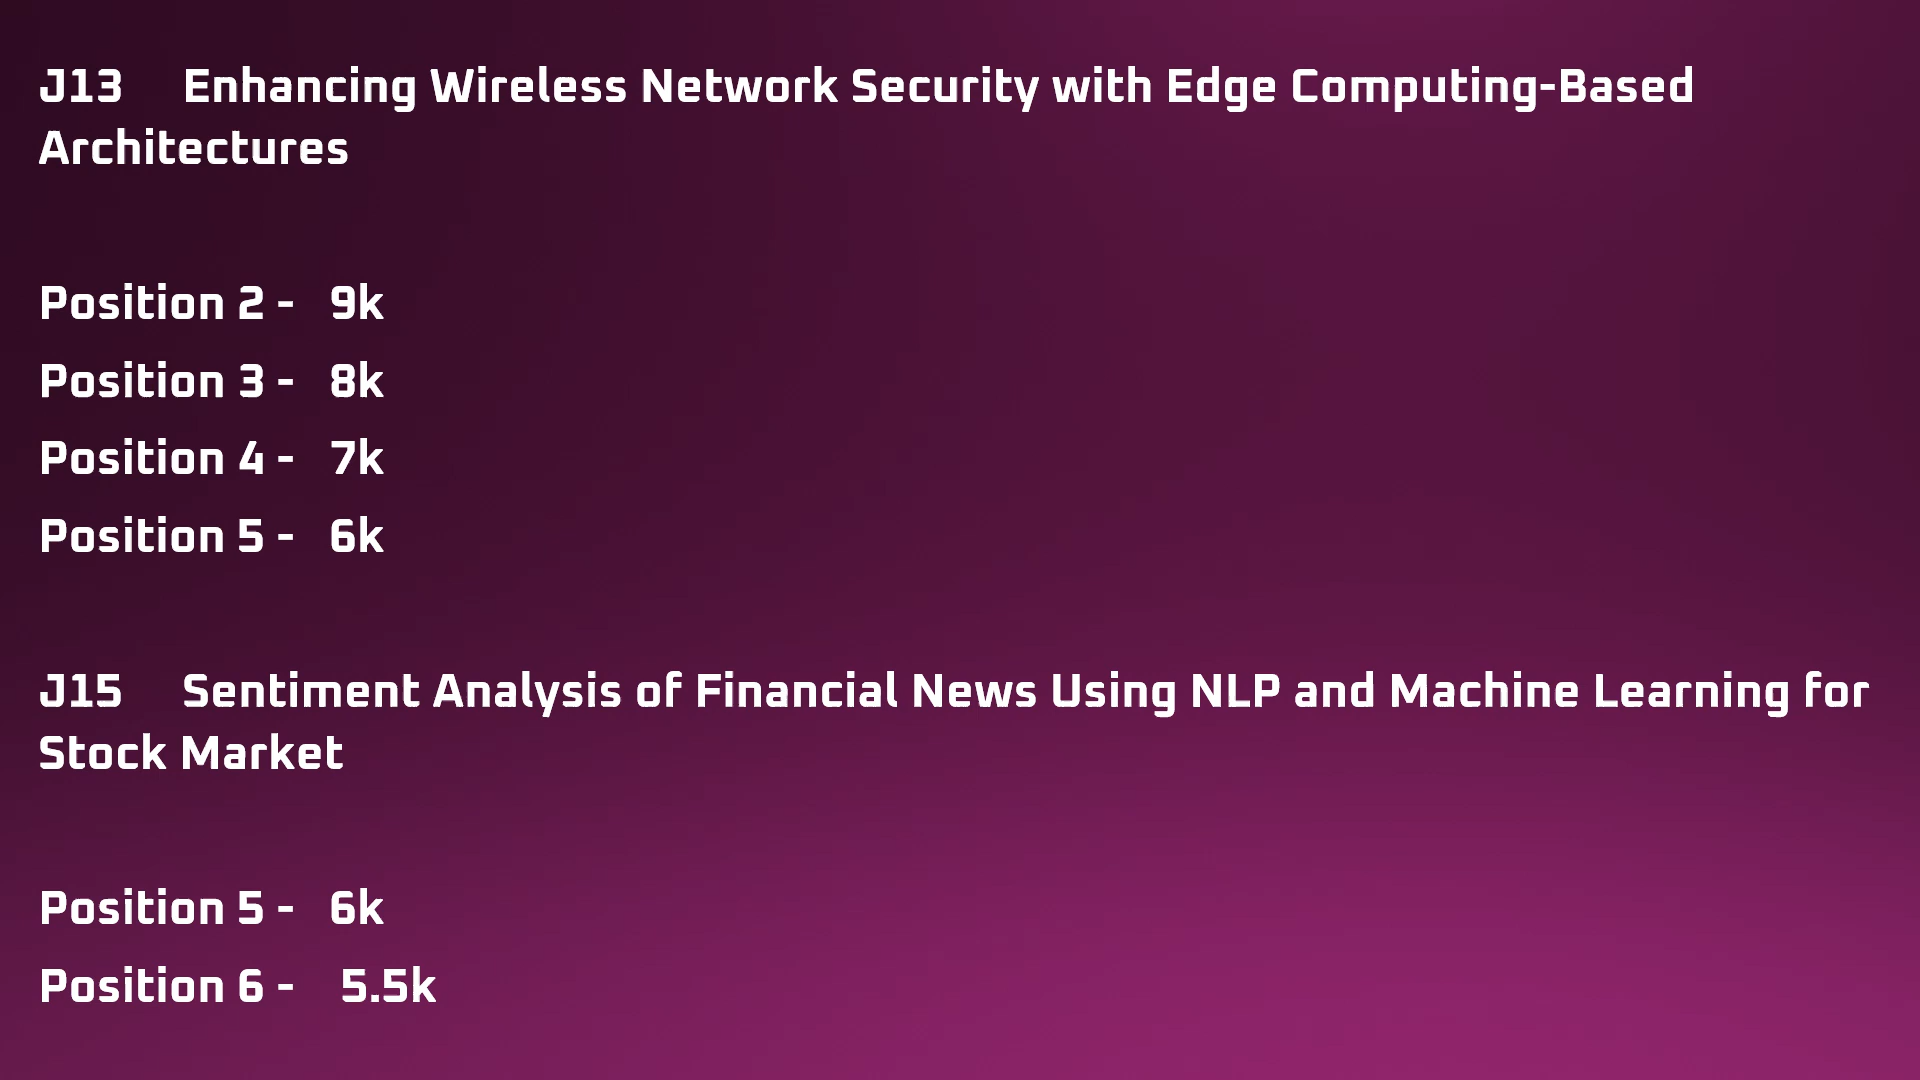 J13 Enhancing Wireless Network Security with Edge Computing-Based
Architectures
Position 2 - 9k
Position 3 - 8k
Position 4 - 7k
Position 5 - 6k
J15 Sentiment Analysis of Financial News Using NLP and Machine Learning for
Stock Market
Position 5 - 6k
Position 6 - 5.5k